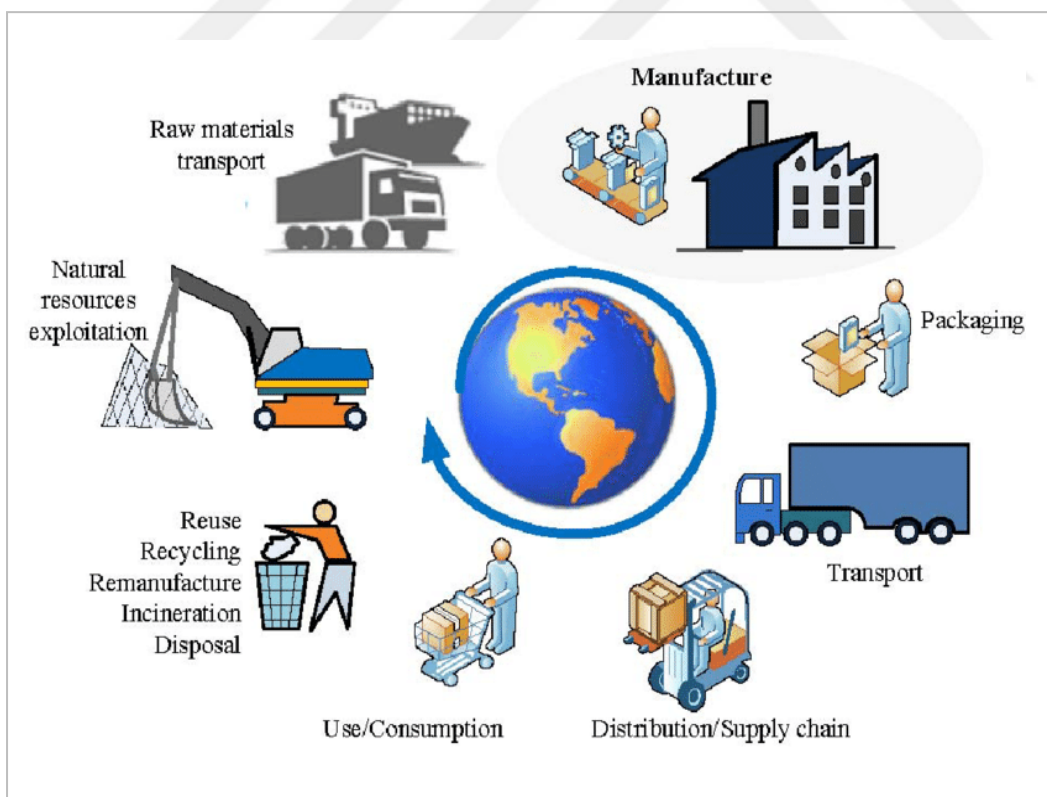 Manufacture
Raw materials
transport
Natural
resources
exploitation
Packaging
Transport
Distribution/Supply chain
Use/Consumption
Reuse
Recycling
Remanufacture
Incineration
Disposal